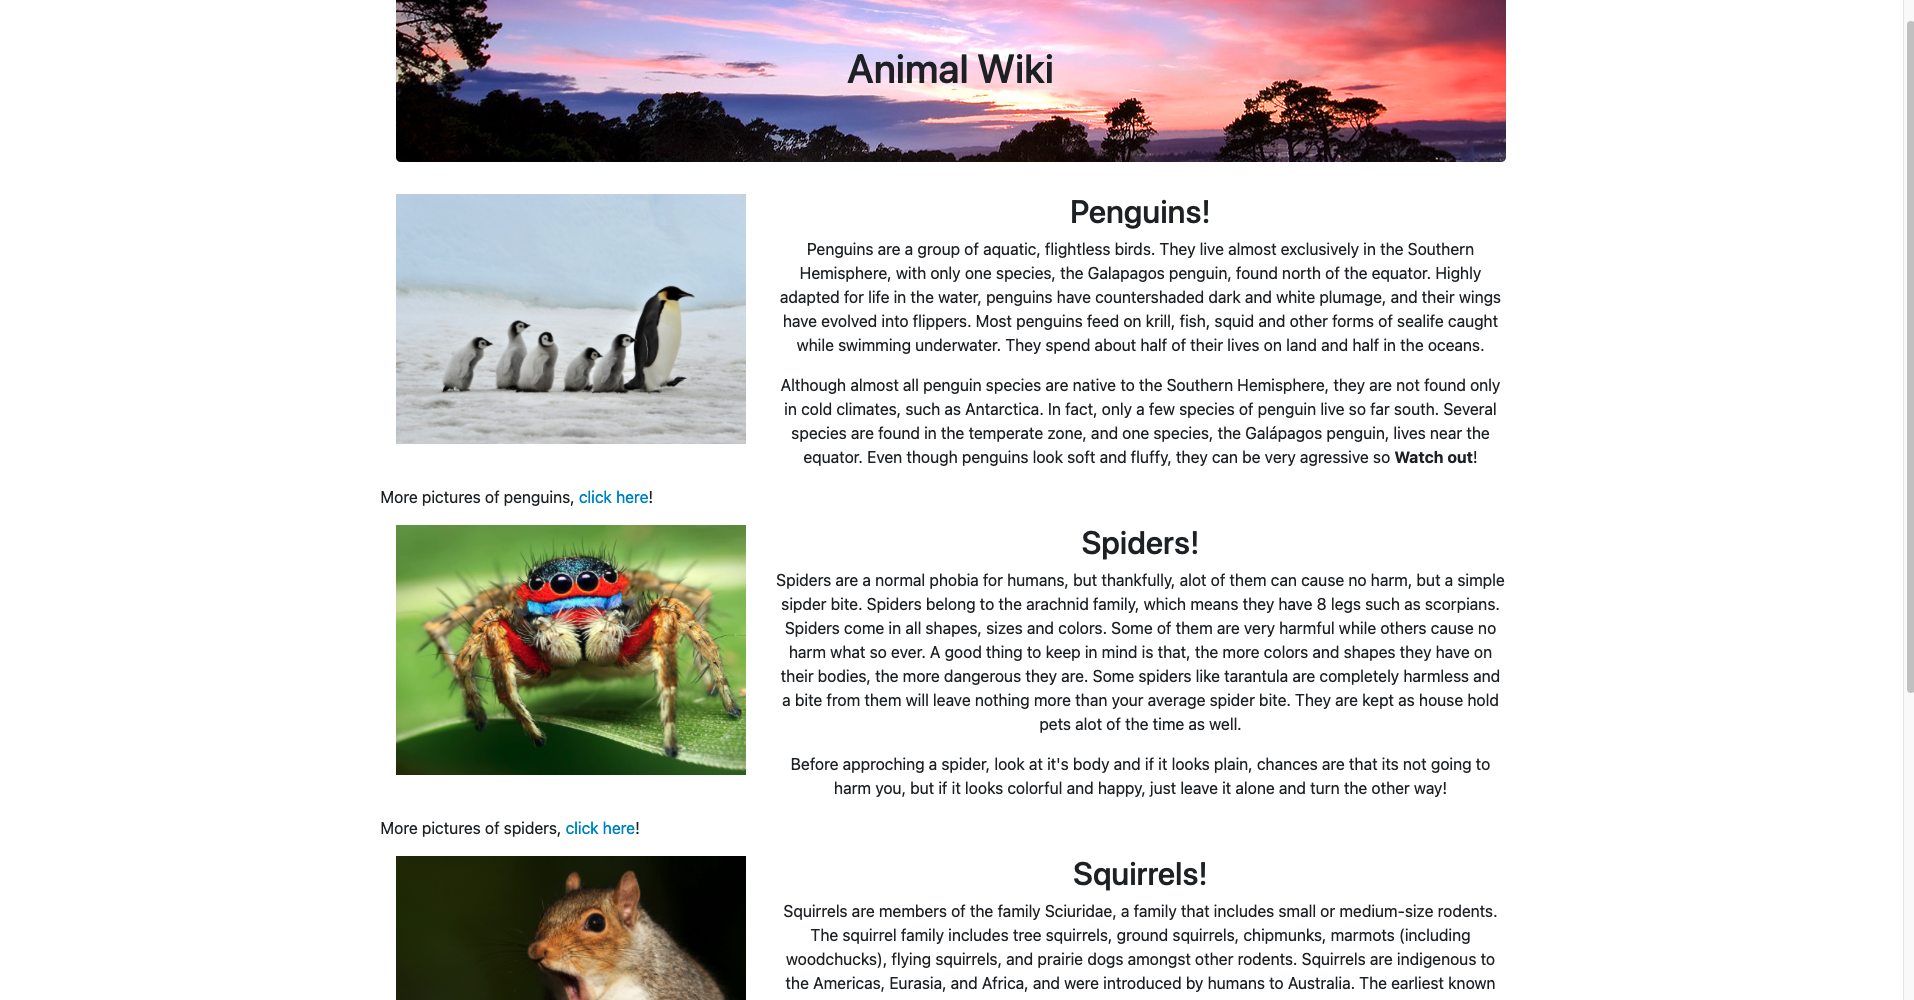 Animal Wiki
Penguins!
Penguins are a group of aquatic, flightless birds. They live almost exclusively in the Southern
Hemisphere, with only one species, the Galapagos penguin, found north of the equator. Highly
adapted for life in the water, penguins have countershaded dark and white plumage, and their wings
have evolved into flippers. Most penguins feed on krill, fish, squid and other forms of sealife caught
while swimming underwater. They spend about half of their lives on land and half in the oceans.
Although almost all penguin species are native to the Southern Hemisphere, they are not found only
in cold climates, such as Antarctica. In fact, only a few species of penguin live so far south. Several
species are found in the temperate zone, and one species, the Galápagos penguin, lives near the
equator. Even though penguins look soft and fluffy, they can be very agressive so Watch out!
More pictures of penguins, click here!
Spiders!
Spiders are a normal phobia for humans, but thankfully, alot of them can cause no harm, but a simple
sipder bite. Spiders belong to the arachnid family, which means they have 8 legs such as scorpians.
Spiders come in all shapes, sizes and colors. Some of them are very harmful while others cause no
harm what so ever. A good thing to keep in mind is that, the more colors and shapes they have on
their bodies, the more dangerous they are. Some spiders like tarantula are completely harmless and
a bite from them will leave nothing more than your average spider bite. They are kept as house hold
pets alot of the time as well.
Before approching a spider, look at it's body and if it looks plain, chances are that its not going to
harm you, but if it looks colorful and happy, just leave it alone and turn the other way!
More pictures of spiders, click here!
Squirrels!
Squirrels are members of the family Sciuridae, a family that includes small or medium-size rodents.
The squirrel family includes tree squirrels, ground squirrels, chipmunks, marmots (including
woodchucks), flying squirrels, and prairie dogs amongst other rodents. Squirrels are indigenous to
the Americas, Eurasia, and Africa, and were introduced by humans to Australia. The earliest known